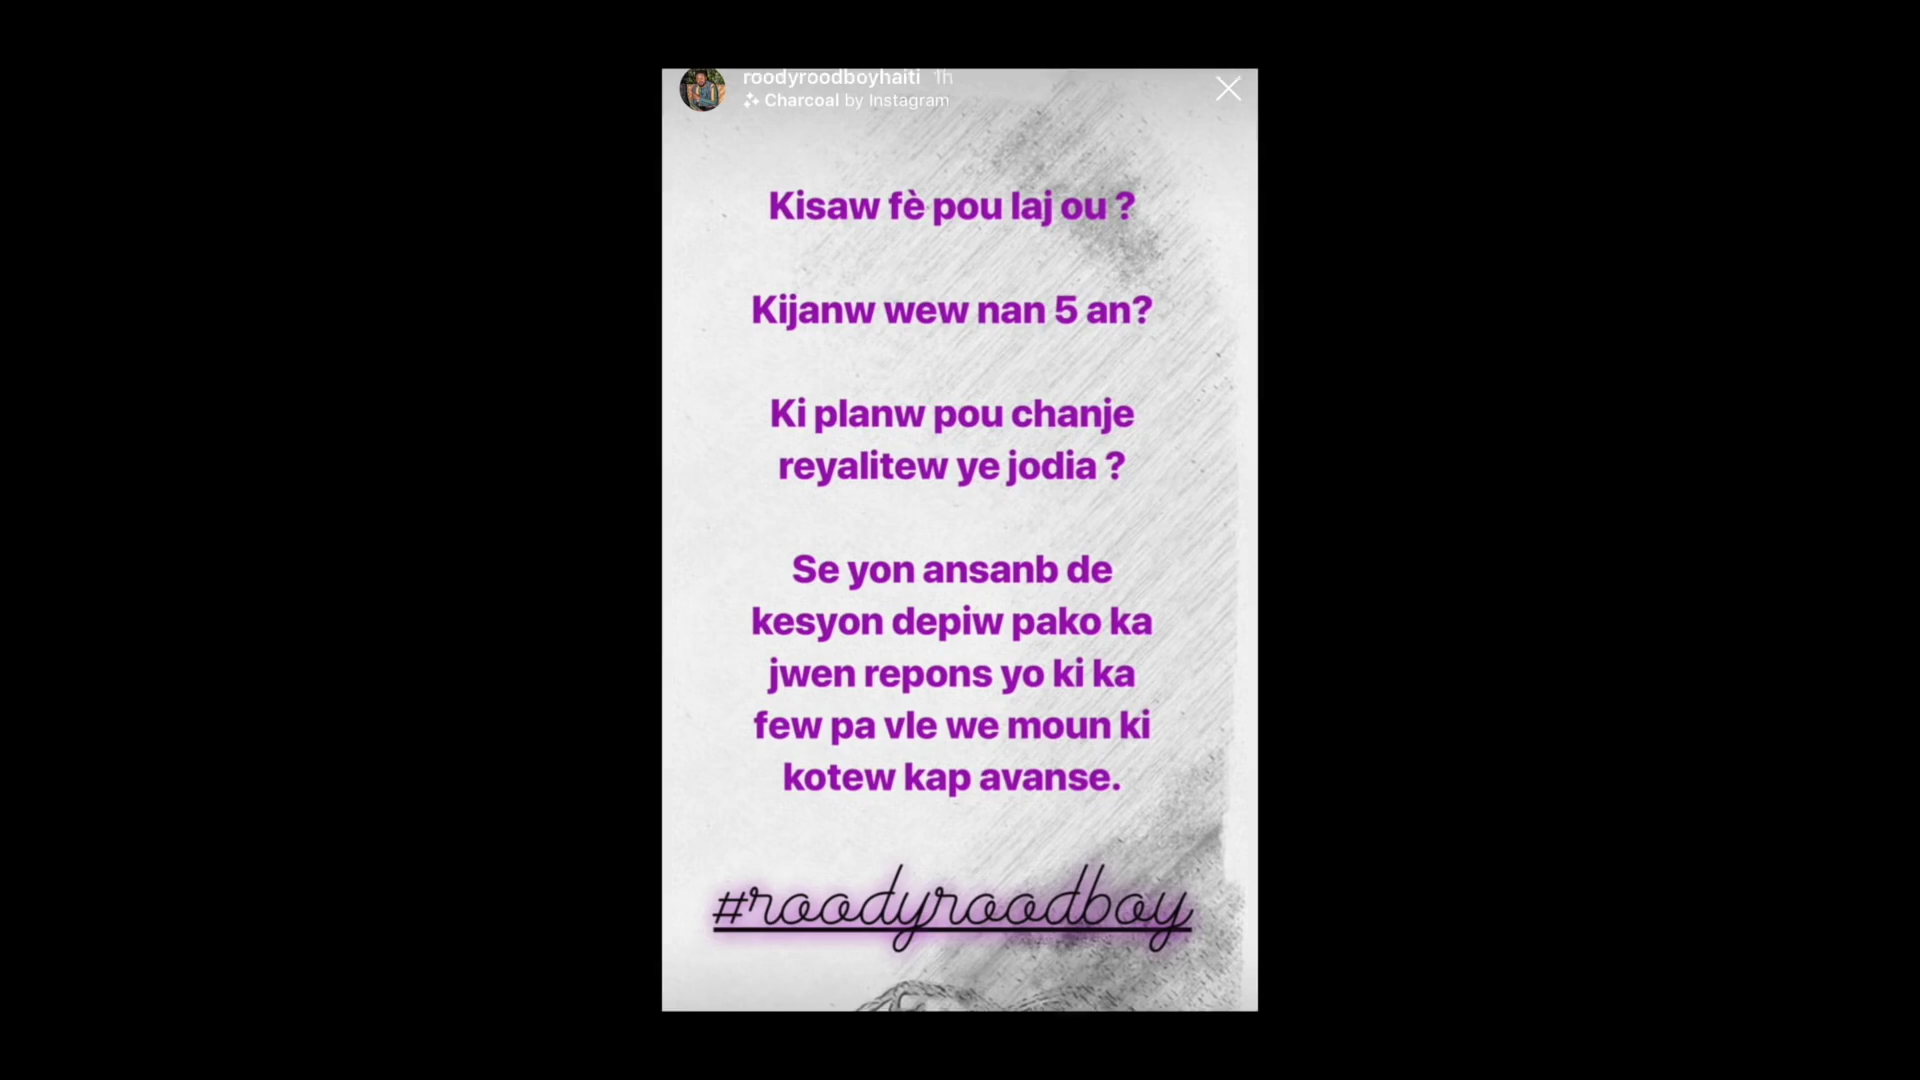 roodyroodboyhaiti 1h
Charcoal by Instagram
Kisaw fè pou laj ou ?
Kijanw wew nan 5 an?
Ki planw pou chanje
reyalitew ye jodia ?
Se yon ansanb de
kesyon depiw pako ka
jwen repons yo ki ka
few pa vle we moun ki
kotew kap avanse.
#roodyroodboy